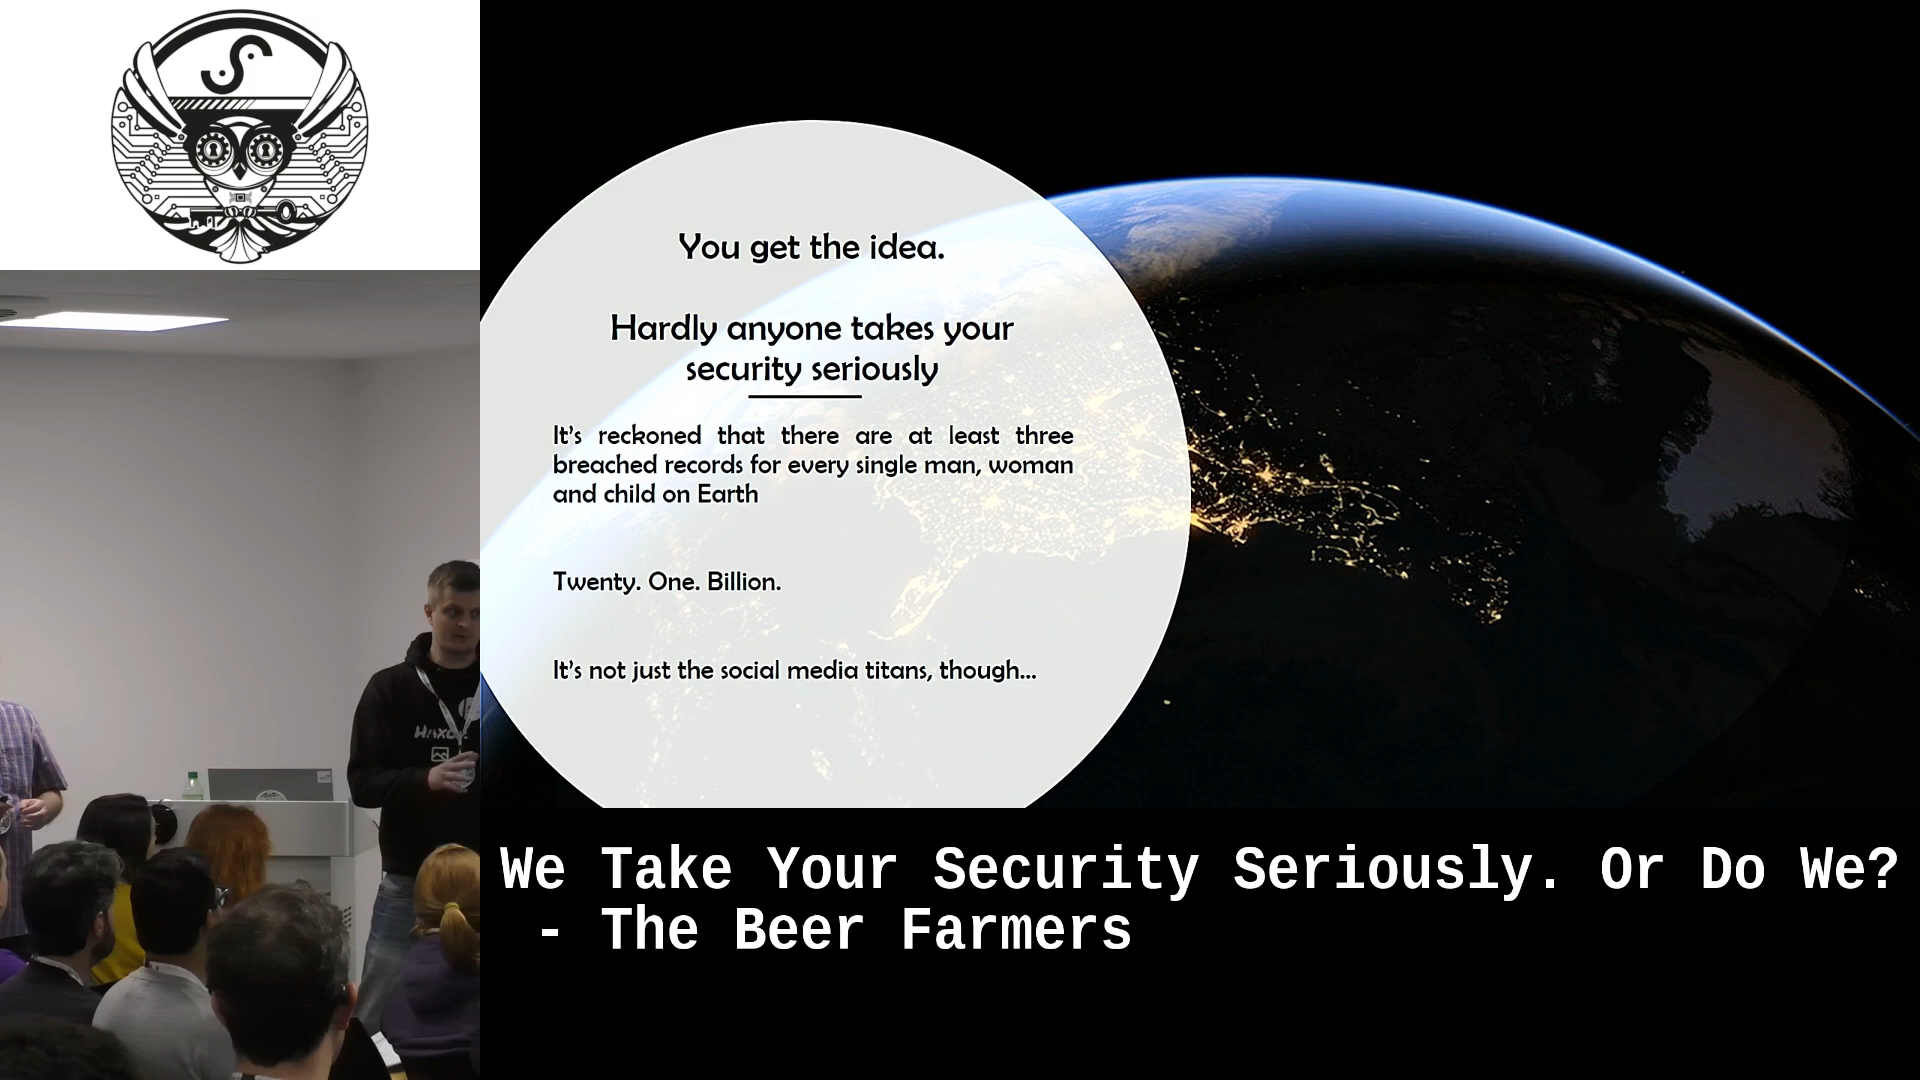 You get the idea.
Hardly anyone takes your
security seriously
It's reckoned that there are at least three
breached records for every single man, woman
and child on Earth
Twenty. One. Billion.
It's not just the social media titans, though...
We Take Your Security Seriously. Or Do We?
- The Beer Farmers